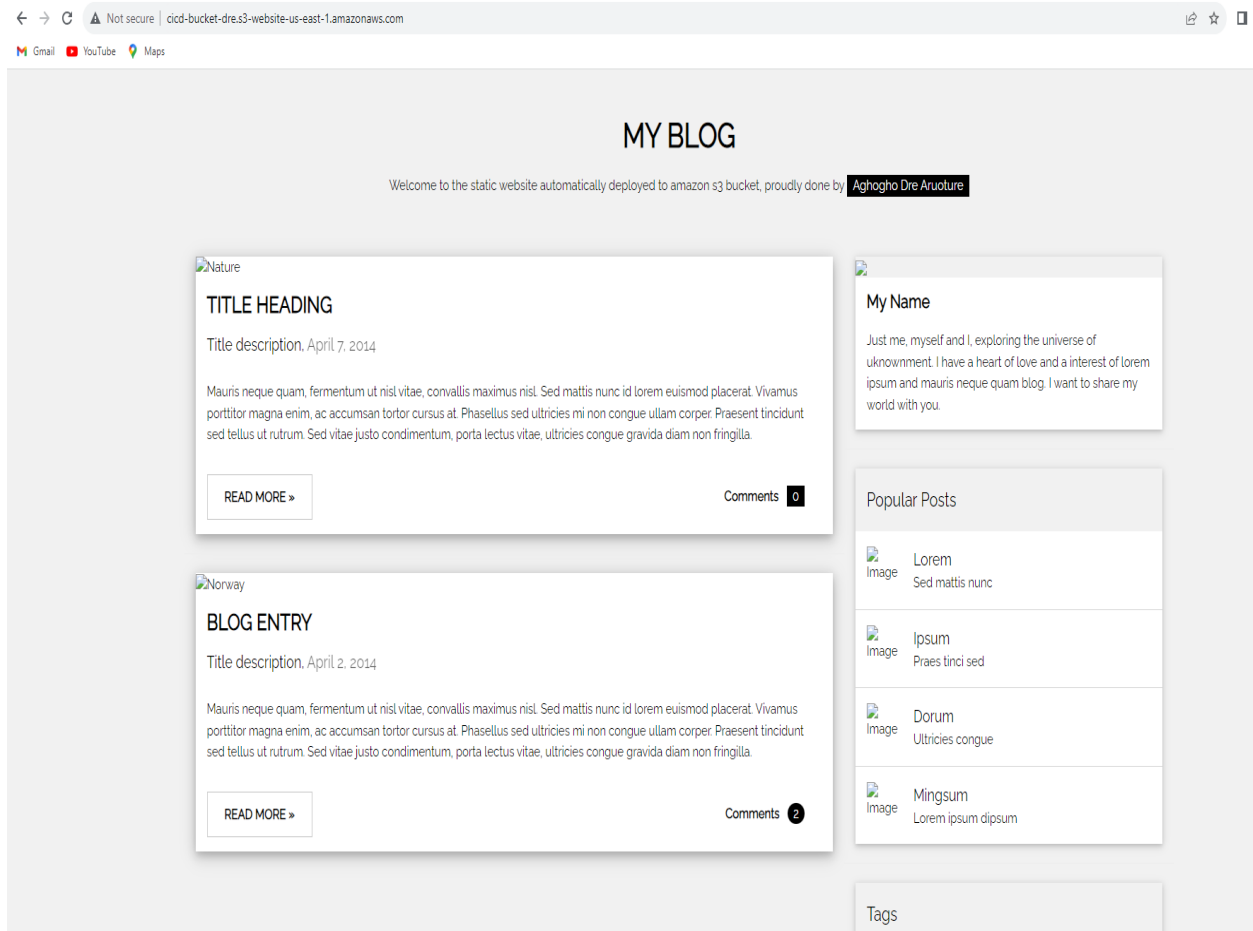 Not secure | cicd-bucket-dre.s3-website-us-east-1.amazonaws.com
Gmail YouTube Maps
MY BLOG
Welcome to the static website automatically deployed to amazon s3 bucket, proudly done by Aghogho Dre Aruoture
Nature
TITLE HEADING
Title description, April 7, 2014
Mauris neque quam, fermentum ut nisl vitae, convallis maximus nisl. Sed mattis nunc id lorem euismod placerat. Vivamus
porttitor magna enim, ac accumsan tortor cursus at. Phasellus sed ultricies mi non congue ullam corper. Praesent tincidunt
sed tellus ut rutrum. Sed vitae justo condimentum, porta lectus vitae, ultricies congue gravida diam non fringilla.
READ MORE »
Comments 0
Norway
BLOG ENTRY
Title description, April 2, 2014
Mauris neque quam, fermentum ut nisl vitae, convallis maximus nisl. Sed mattis nunc id lorem euismod placerat. Vivamus
porttitor magna enim, ac accumsan tortor cursus at. Phasellus sed ultricies mi non congue ullam corper. Praesent tincidunt
sed tellus ut rutrum. Sed vitae justo condimentum, porta lectus vitae, ultricies congue gravida diam non fringilla.
READ MORE »
Comments 2
My Name
Just me, myself and I, exploring the universe of
uknownment. I have a heart of love and a interest of lorem
ipsum and mauris neque quam blog. I want to share my
world with you.
Popular Posts
Image
Lorem
Sed mattis nunc
Image
Ipsum
Praes tinci sed
Image
Dorum
Ultricies congue
Image
Mingsum
Lorem ipsum dipsum
Tags